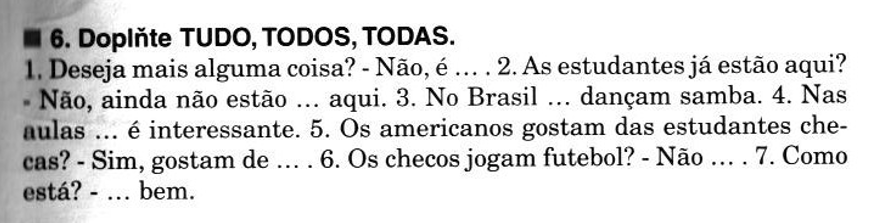 6. Doplňte TUDO, TODOS, TODAS.
1. Deseja mais alguma coisa? - Não, é ... . 2. As estudantes já estão aqui?
- Não, ainda não estão ... aqui. 3. No Brasil ... dançam samba. 4. Nas
aulas ... é interessante. 5. Os americanos gostam das estudantes che-
cas? - Sim, gostam de ... . 6. Os checos jogam futebol? - Não ... . 7. Como
está? - ... bem.